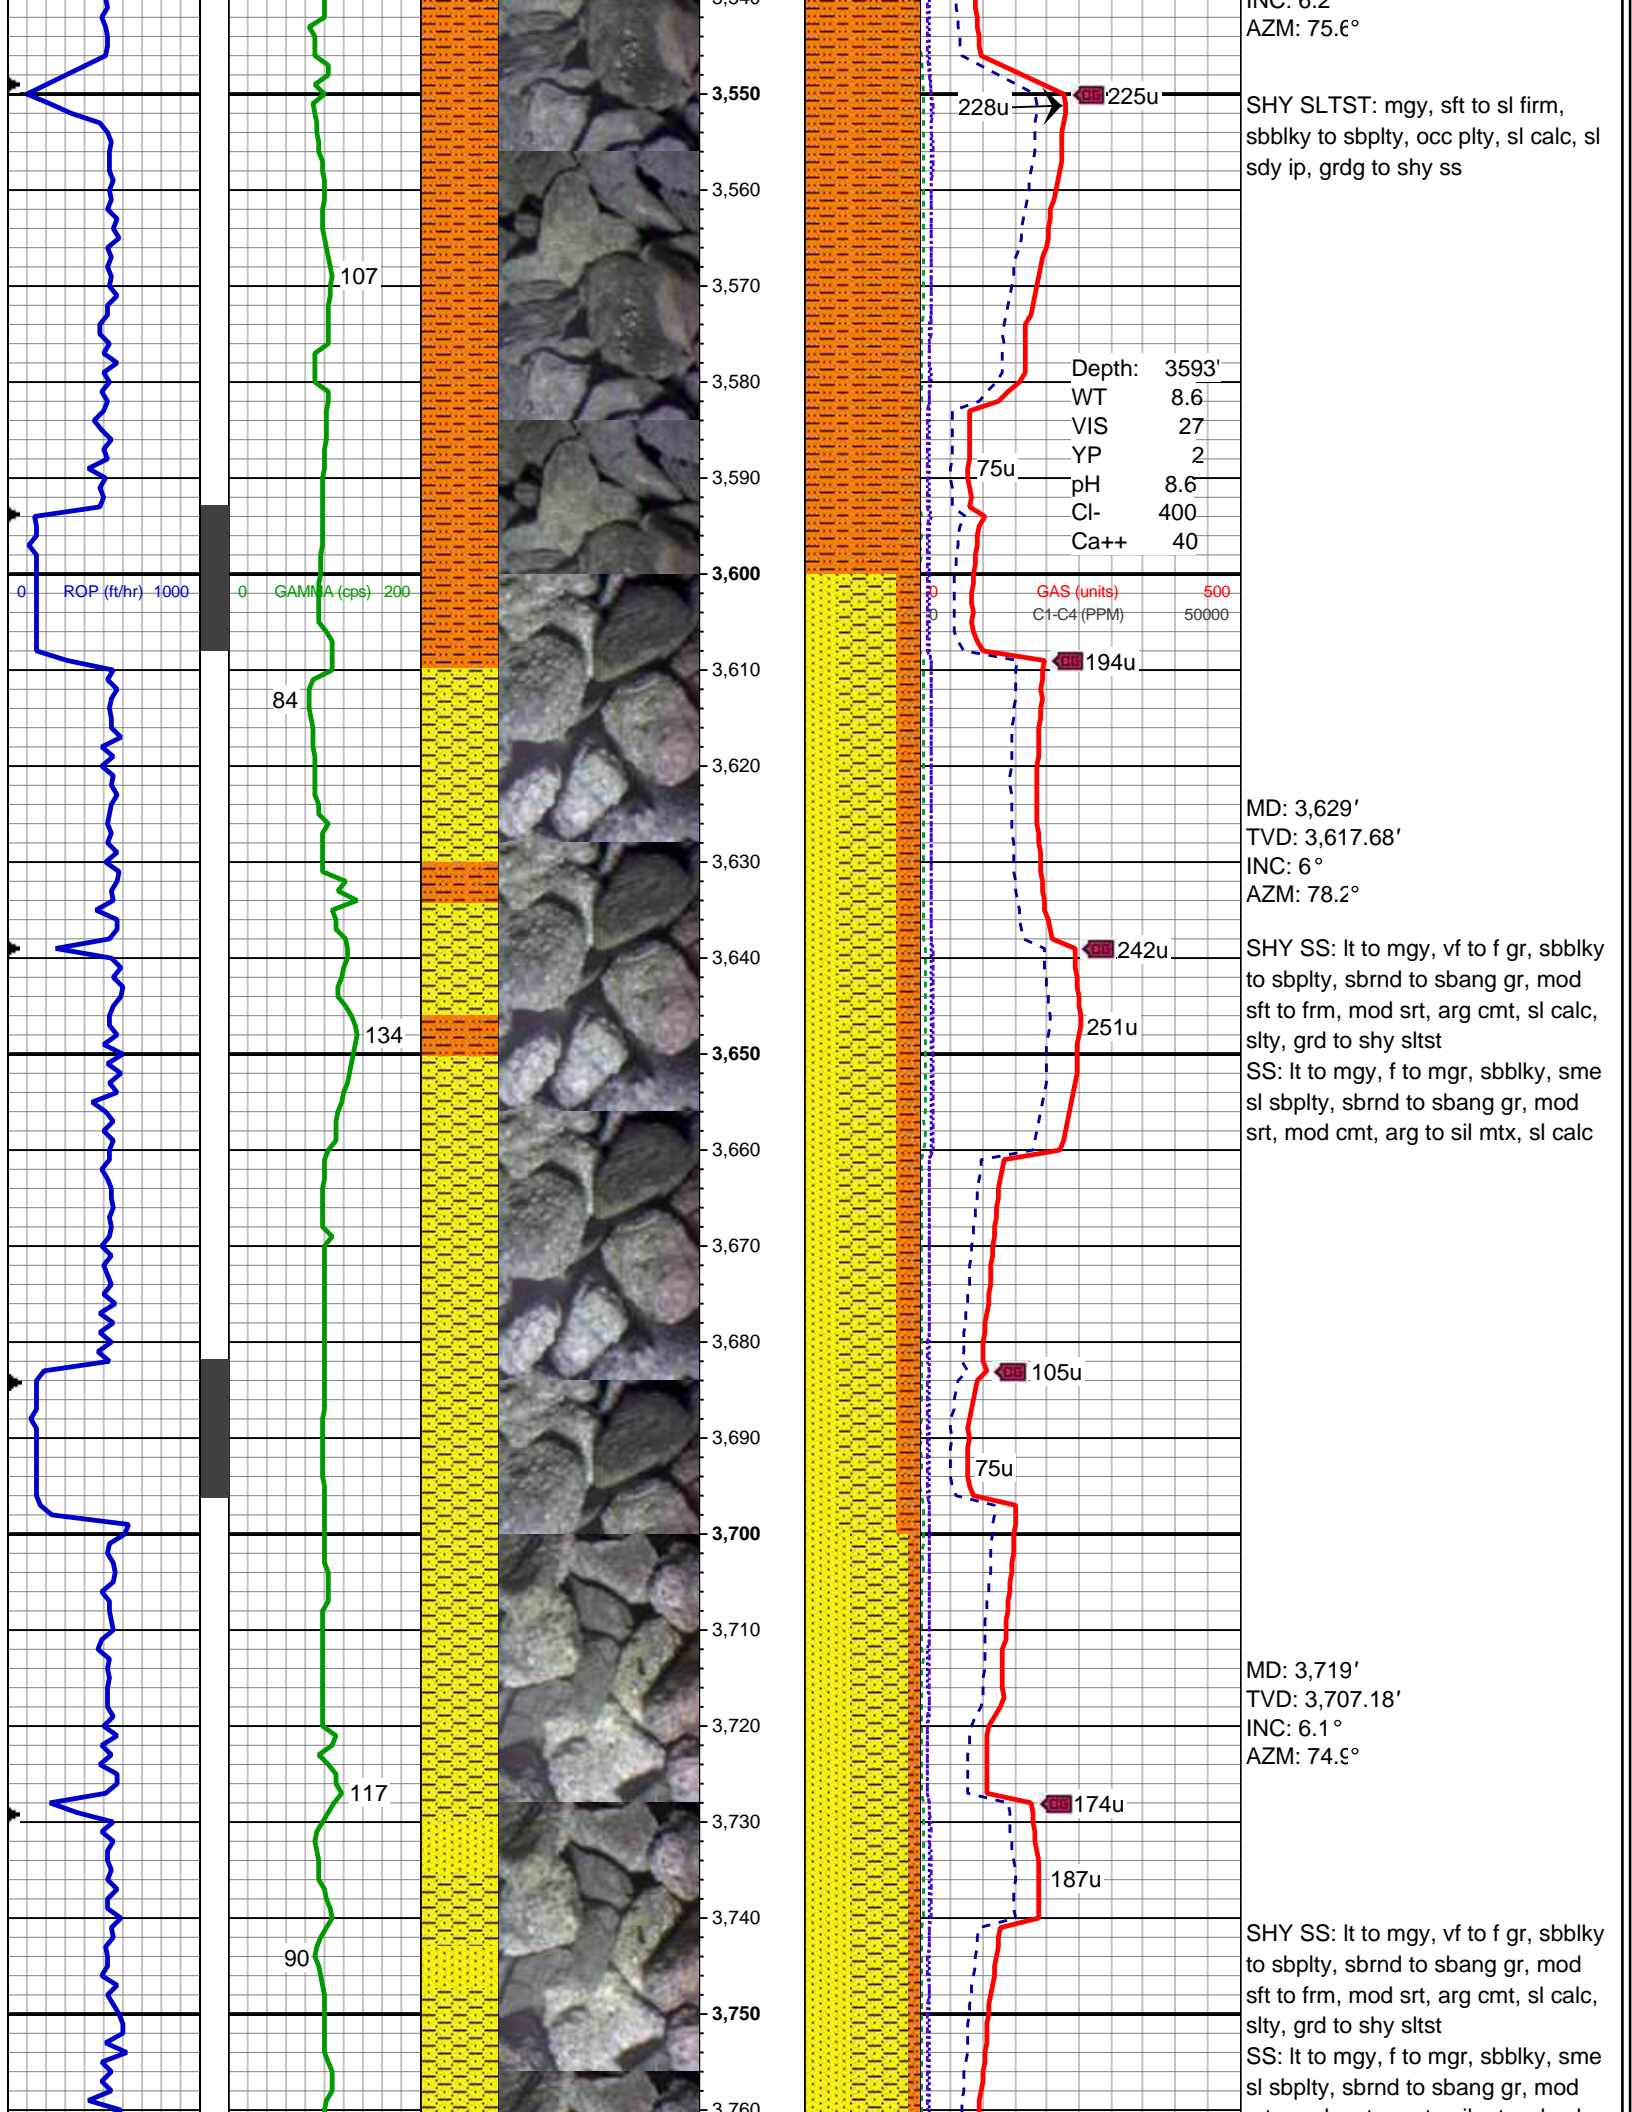 INC: 6.2
AZM: 75.6°
3,550
228u
CG 225u
SHY SLTST: mgy, sft to sl firm,
sbblky to sbplty, occ plty, sl calc, sl
sdy ip, grdg to shy ss
3,560
107
3,570
Depth: 3593'
3,580
WT 8.6
VIS 27
YP 2
75u
3,590
pH 8.6
Cl- 400
Ca++ 40
3,600
0 ROP (ft/hr) 1000
0 GAMMA (cps) 200
0 GAS (units) 500
0 C1-C4 (PPM) 50000
CG 194u
3,610
84
3,620
MD: 3,629'
TVD: 3,617.68'
INC: 6°
AZM: 78.2°
3,630
CG 242u
3,640
SHY SS: lt to mgy, vf to f gr, sbblky
to sbplty, sbrnd to sbang gr, mod
sft to frm, mod srt, arg cmt, sl calc,
slty, grd to shy sltst
SS: lt to mgy, f to mgr, sbblky, sme
sl sbplty, sbrnd to sbang gr, mod
srt, mod cmt, arg to sil mtx, sl calc
251u
134
3,650
3,660
3,670
3,680
CG 105u
3,690
75u
3,700
3,710
MD: 3,719'
TVD: 3,707.18'
INC: 6.1°
AZM: 74.9°
3,720
117
CG 174u
3,730
187u
3,740
90
SHY SS: lt to mgy, vf to f gr, sbblky
to sbplty, sbrnd to sbang gr, mod
sft to frm, mod srt, arg cmt, sl calc,
slty, grd to shy sltst
SS: lt to mgy, f to mgr, sbblky, sme
sl sbplty, sbrnd to sbang gr, mod
3,750
3,760